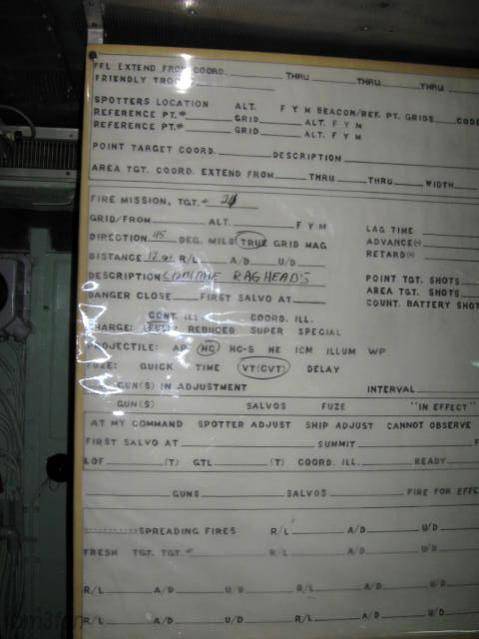 FFL EXTEND FROM COORD. THRU THRU THRU
FRIENDLY TROOPS
SPOTTERS LOCATION ALT. F Y M BEACON/REF. PT. GRIDS CODE
REFERENCE PT.# GRID ALT. F Y M
REFERENCE PT.# GRID ALT. F Y M
POINT TARGET COORD. DESCRIPTION
AREA TGT. COORD. EXTEND FROM THRU THRU WIDTH
FIRE MISSION, TGT.# 24
GRID/FROM ALT. F Y M LAG TIME
DIRECTION 45 DEG. MILS TRUE GRID MAG ADVANCE(-)
DISTANCE 12 R/L A/D U/D RETARD(+)
DESCRIPTION RAGHEAD'S POINT TGT. SHOTS
DANGER CLOSE FIRST SALVO AT AREA TGT. SHOTS
CONT. ILL COORD. ILL. COUNT. BATTERY SHOT
CHARGE: FULL REDUCED SUPER SPECIAL
PROJECTILE: AP HC HC-S HE ICM ILLUM WP
FUZE: QUICK TIME VT(CVT) DELAY
GUN(S) IN ADJUSTMENT INTERVAL
GUN(S) SALVOS FUZE "IN EFFECT"
AT MY COMMAND SPOTTER ADJUST SHIP ADJUST CANNOT OBSERVE
FIRST SALVO AT SUMMIT F
LOF (T) GTL (T) COORD. ILL. READY
GUNS SALVOS FIRE FOR EFFE
SPREADING FIRES R/L A/D U/D
FRESH TGT. TGT.# R/L A/D U/D
R/L A/D U/D R/L A/D U/D
R/L A/D U/D R/L A/D U/D